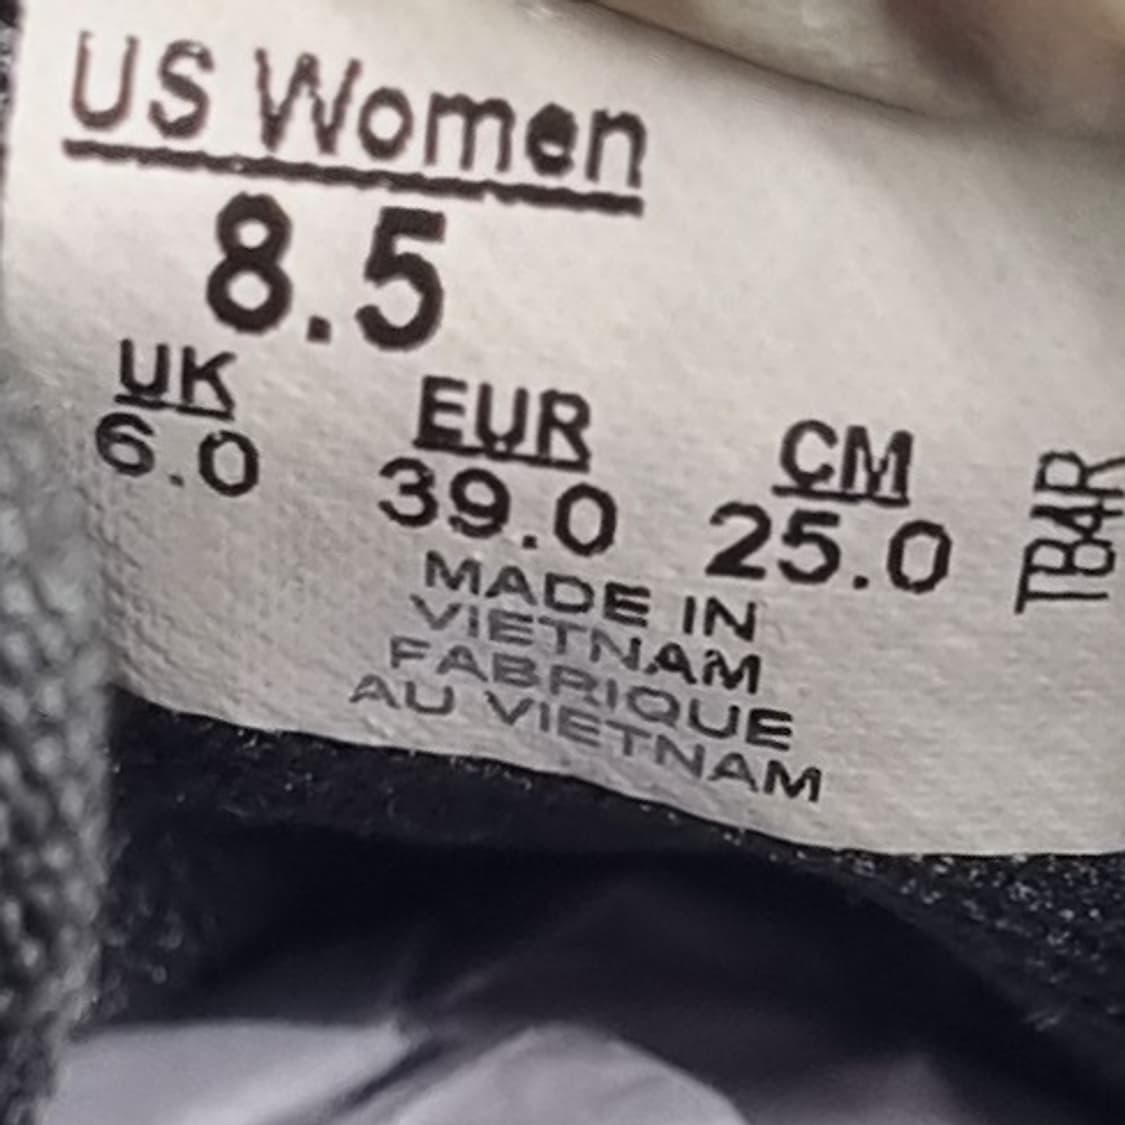 US Women
8.5
UK EUR CM
6.0 39.0 25.0
MADE IN
VIETNAM
FABRIQUE
AU VIETNAM